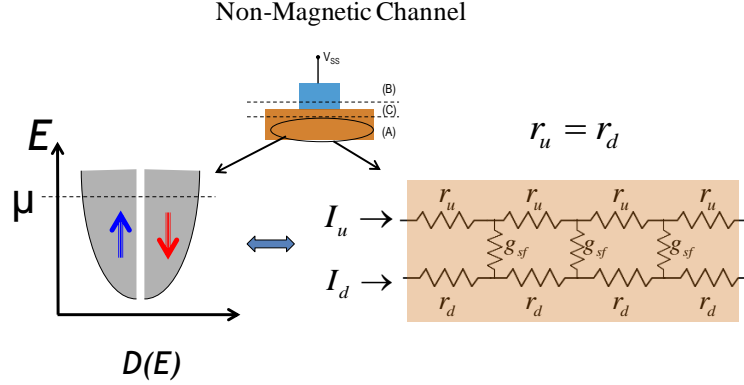 Non-Magnetic Channel
V_SS
(B)
(C)
(A)
E
μ
D(E)
r_u = r_d
r_u r_u r_u r_u
I_u →
g_sf g_sf g_sf
I_d →
r_d r_d r_d r_d